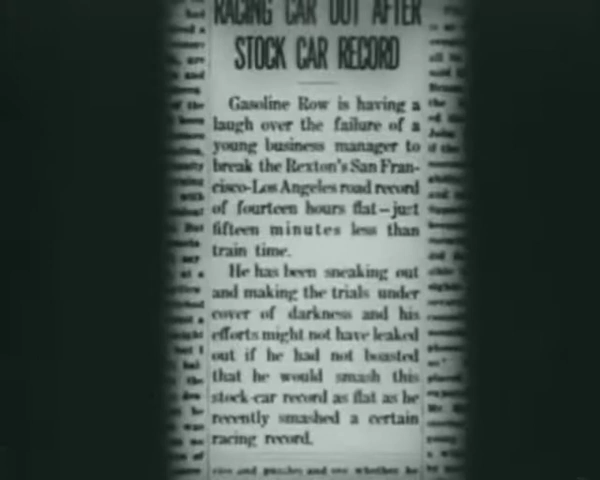 RACING CAR OUT AFTER
STOCK CAR RECORD
Gasoline Row is having a
laugh over the failure of a
young business manager to
break the Rexton's San Fran-
cisco-Los Angeles road record
of fourteen hours flat—just
fifteen minutes less than
train time.
He has been sneaking out
and making the trials under
cover of darkness and his
efforts might not have leaked
out if he had not boasted
that he would smash this
stock-car record as flat as he
recently smashed a certain
racing record.